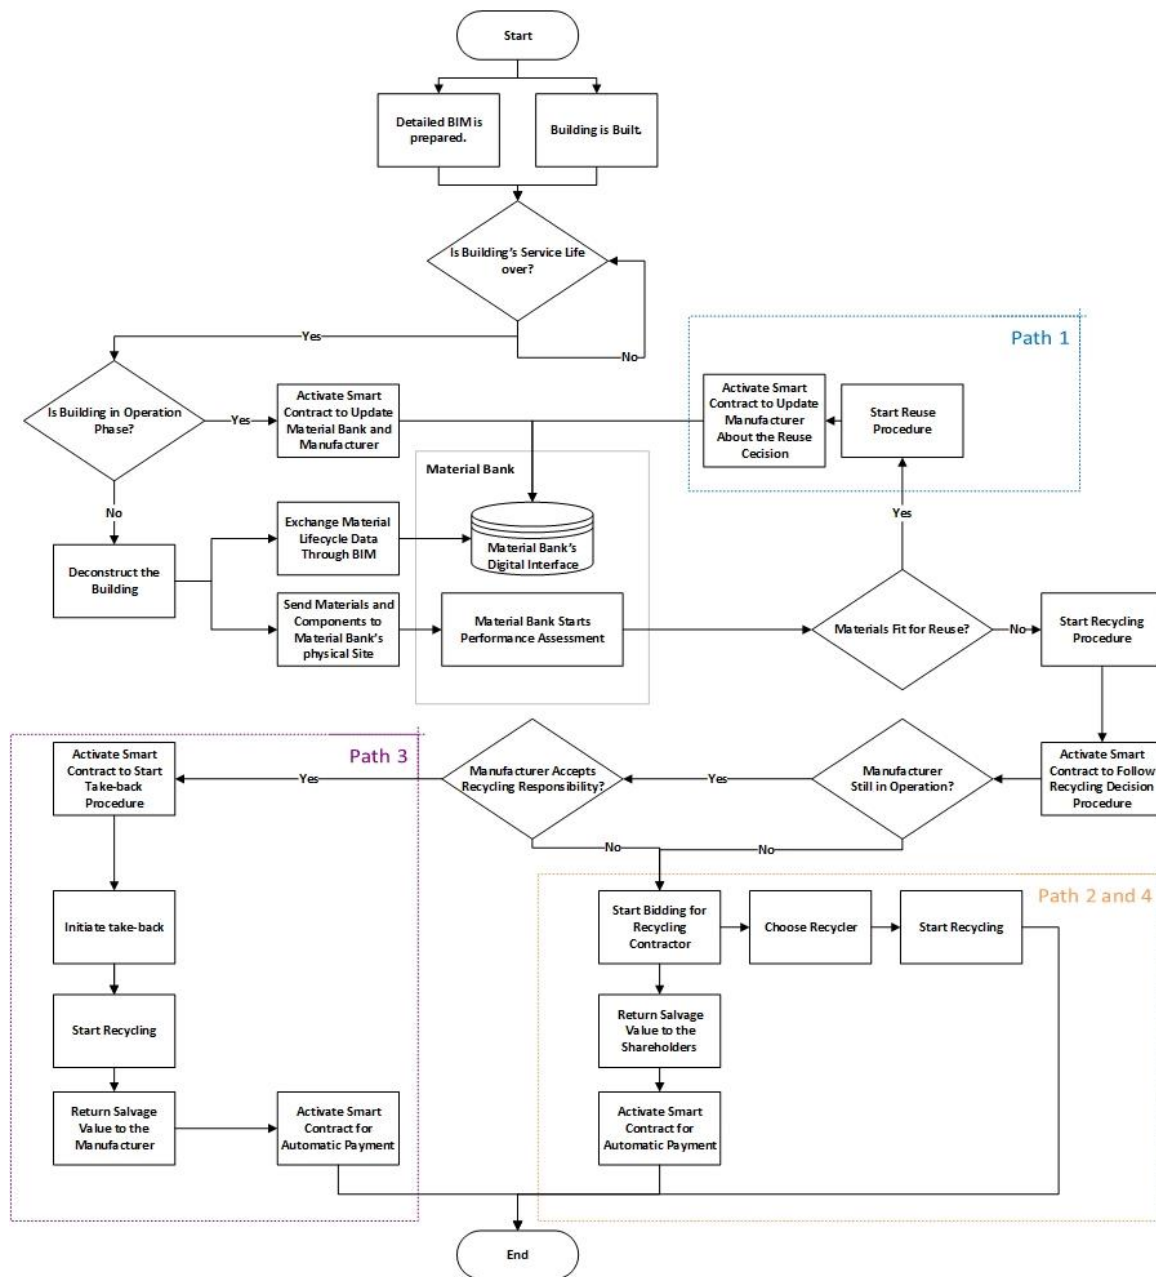 Start
Detailed BIM is
prepared.
Building is Built.
Is Building's Service Life
over?
Yes
No
Path 1
Is Building in Operation
Phase?
Yes
Activate Smart
Contract to Update
Material Bank and
Manufacturer
Activate Smart
Contract to Update
Manufacturer
About the Reuse
Cecision
Start Reuse
Procedure
Material Bank
No
Yes
Exchange Material
Lifecycle Data
Through BIM
Material Bank's
Digital Interface
Deconstruct the
Building
Send Materials and
Components to
Material Bank's
physical Site
Material Bank Starts
Performance Assessment
Materials Fit for Reuse?
No
Start Recycling
Procedure
Path 3
Activate Smart
Contract to Start
Take-back
Procedure
Yes
Manufacturer Accepts
Recycling Responsibility?
Yes
Manufacturer
Still in Operation?
Activate Smart
Contract to Follow
Recycling Decision
Procedure
No
No
Path 2 and 4
Initiate take-back
Start Bidding for
Recycling
Contractor
Choose Recycler
Start Recycling
Start Recycling
Return Salvage
Value to the
Shareholders
Return Salvage
Value to the
Manufacturer
Activate Smart
Contract for
Automatic Payment
Activate Smart
Contract for
Automatic Payment
End